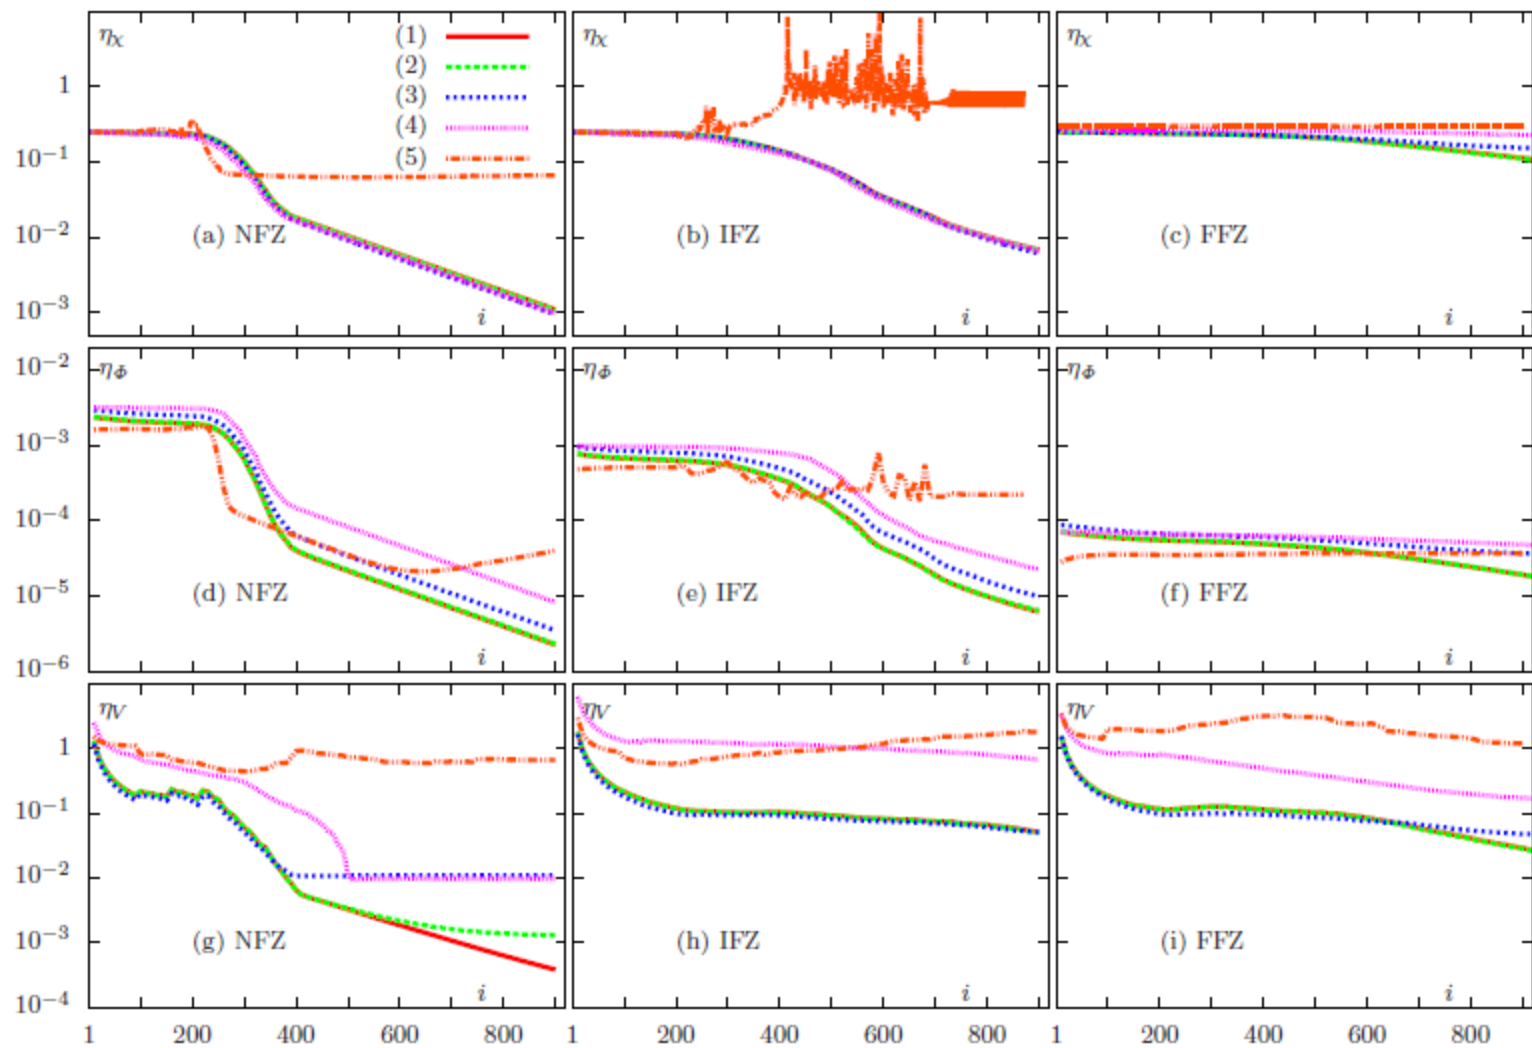 ηχ
(1)
(2)
(3)
(4)
(5)
1
10⁻¹
10⁻²
10⁻³
(a) NFZ
i
ηχ
(b) IFZ
i
ηχ
(c) FFZ
i
10⁻²
10⁻³
10⁻⁴
10⁻⁵
10⁻⁶
ηΦ
(d) NFZ
i
ηΦ
(e) IFZ
i
ηΦ
(f) FFZ
i
1
10⁻¹
10⁻²
10⁻³
10⁻⁴
ηV
(g) NFZ
i
ηV
(h) IFZ
i
ηV
(i) FFZ
i
1 200 400 600 800
1 200 400 600 800
1 200 400 600 800